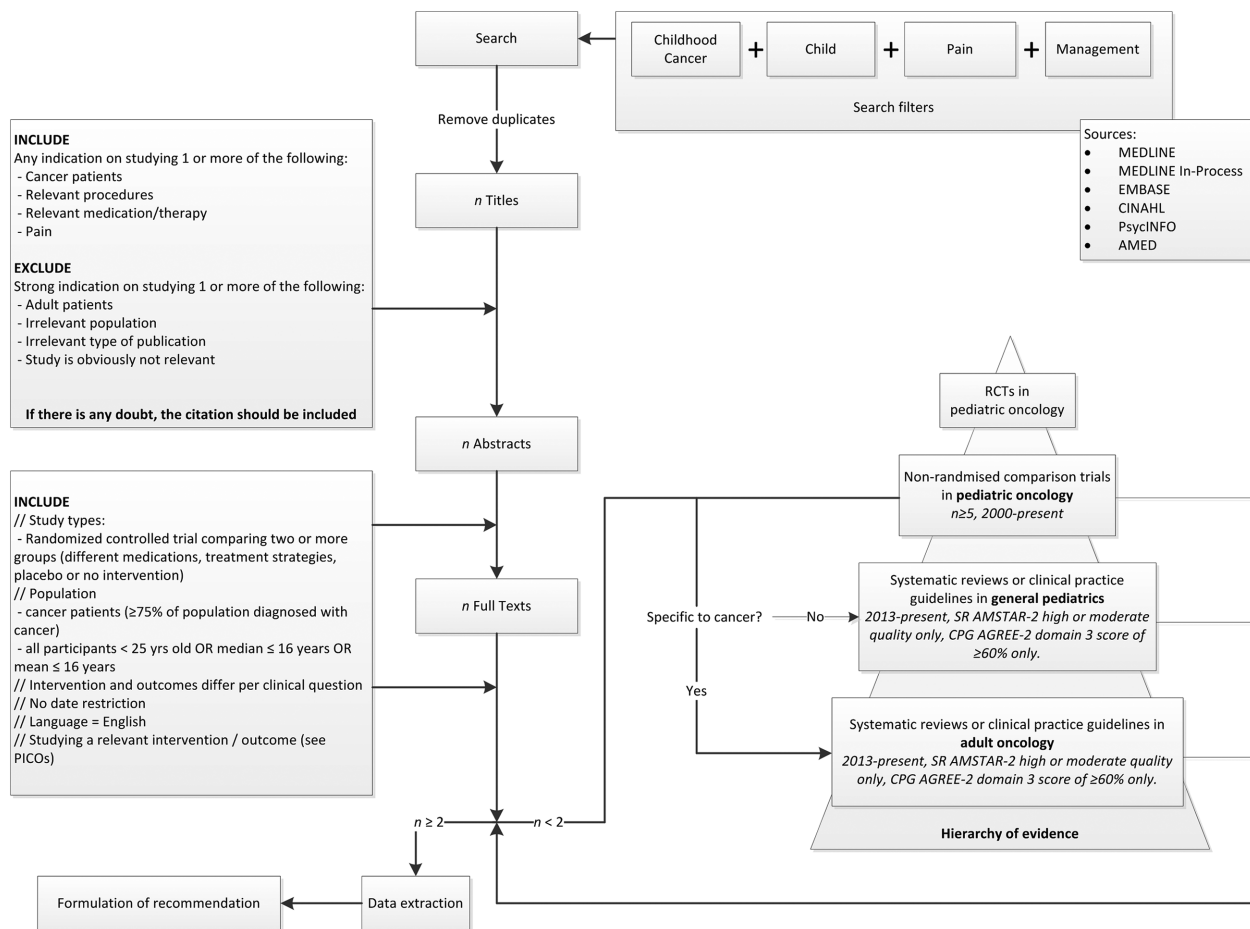 Search
Childhood
Cancer
+
Child
+
Pain
+
Management
Search filters
Remove duplicates
Sources:
• MEDLINE
• MEDLINE In-Process
• EMBASE
• CINAHL
• PsycINFO
• AMED
INCLUDE
Any indication on studying 1 or more of the following:
- Cancer patients
- Relevant procedures
- Relevant medication/therapy
- Pain
EXCLUDE
Strong indication on studying 1 or more of the following:
- Adult patients
- Irrelevant population
- Irrelevant type of publication
- Study is obviously not relevant
If there is any doubt, the citation should be included
n Titles
n Abstracts
INCLUDE
// Study types:
- Randomized controlled trial comparing two or more
groups (different medications, treatment strategies,
placebo or no intervention)
// Population
- cancer patients (≥75% of population diagnosed with
cancer)
- all participants < 25 yrs old OR median ≤ 16 years OR
mean ≤ 16 years
// Intervention and outcomes differ per clinical question
// No date restriction
// Language = English
// Studying a relevant intervention / outcome (see
PICOs)
n Full Texts
RCTs in
pediatric oncology
Non-randmised comparison trials
in pediatric oncology
n≥5, 2000-present
Specific to cancer?
No
Yes
Systematic reviews or clinical practice
guidelines in general pediatrics
2013-present, SR AMSTAR-2 high or moderate
quality only, CPG AGREE-2 domain 3 score of
≥60% only.
Systematic reviews or clinical practice guidelines in
adult oncology
2013-present, SR AMSTAR-2 high or moderate quality
only, CPG AGREE-2 domain 3 score of ≥60% only.
Hierarchy of evidence
n ≥ 2
n < 2
Data extraction
Formulation of recommendation